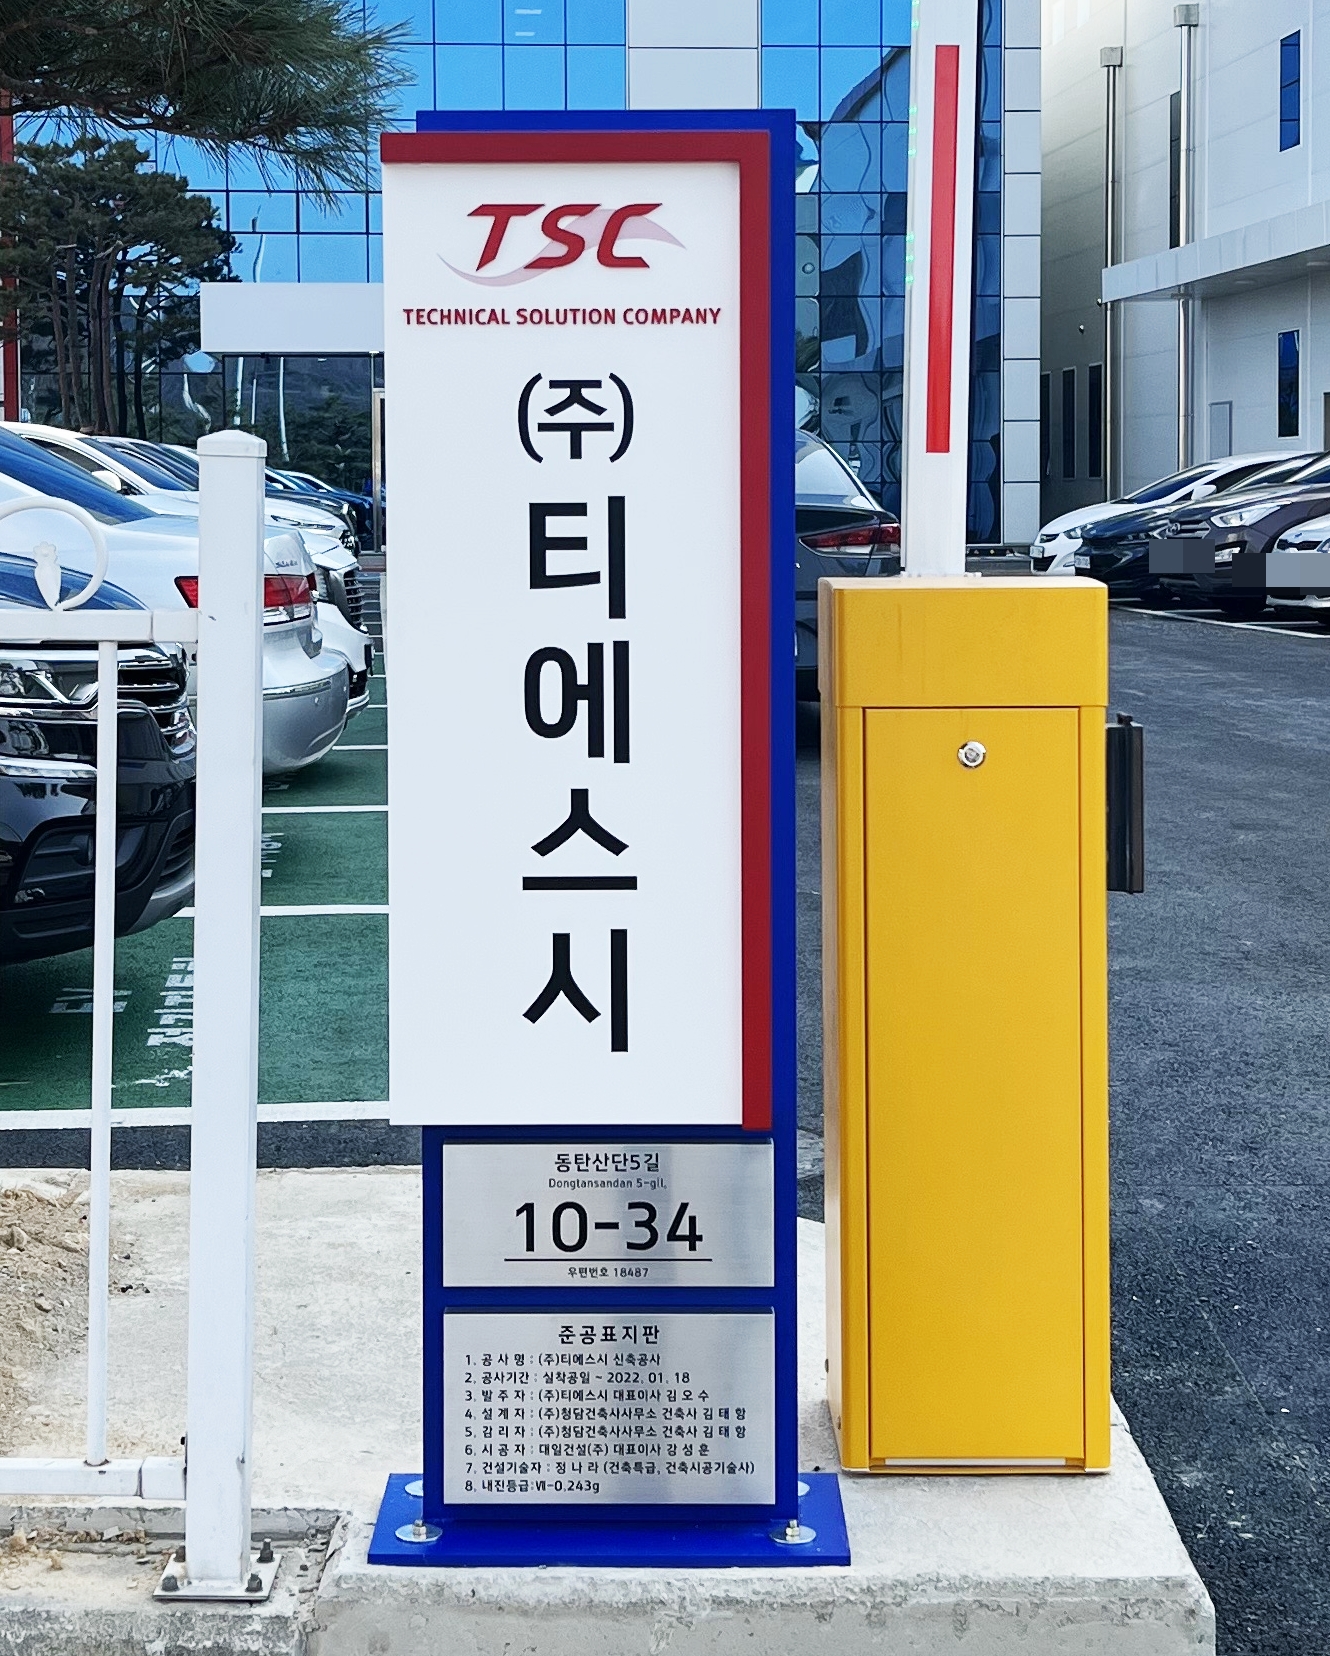 TSC
TECHNICAL SOLUTION COMPANY
(주)
티
에
스
시
동탄산단5길
Dongtansandan 5-gil,
10-34
우편번호 18487
준공표지판
1. 공 사 명 : (주)티에스시 신축공사
2. 공사기간 : 실착공일 ~ 2022. 01. 18
3. 발 주 자 : (주)티에스시 대표이사 김 오 수
4. 설 계 자 : (주)청담건축사사무소 건축사 김 태 항
5. 감 리 자 : (주)청담건축사사무소 건축사 김 태 항
6. 시 공 자 : 대일건설(주) 대표이사 강 성 훈
7. 건설기술자 : 정 나 라 (건축특급, 건축시공기술사)
8. 내진등급:Ⅶ-0.243g
EV